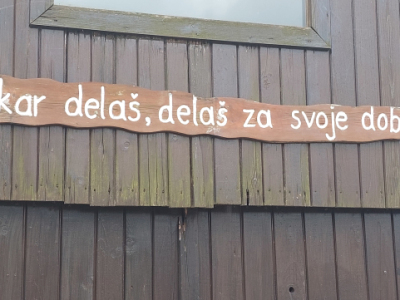 kar delaš, delaš za svoje dob